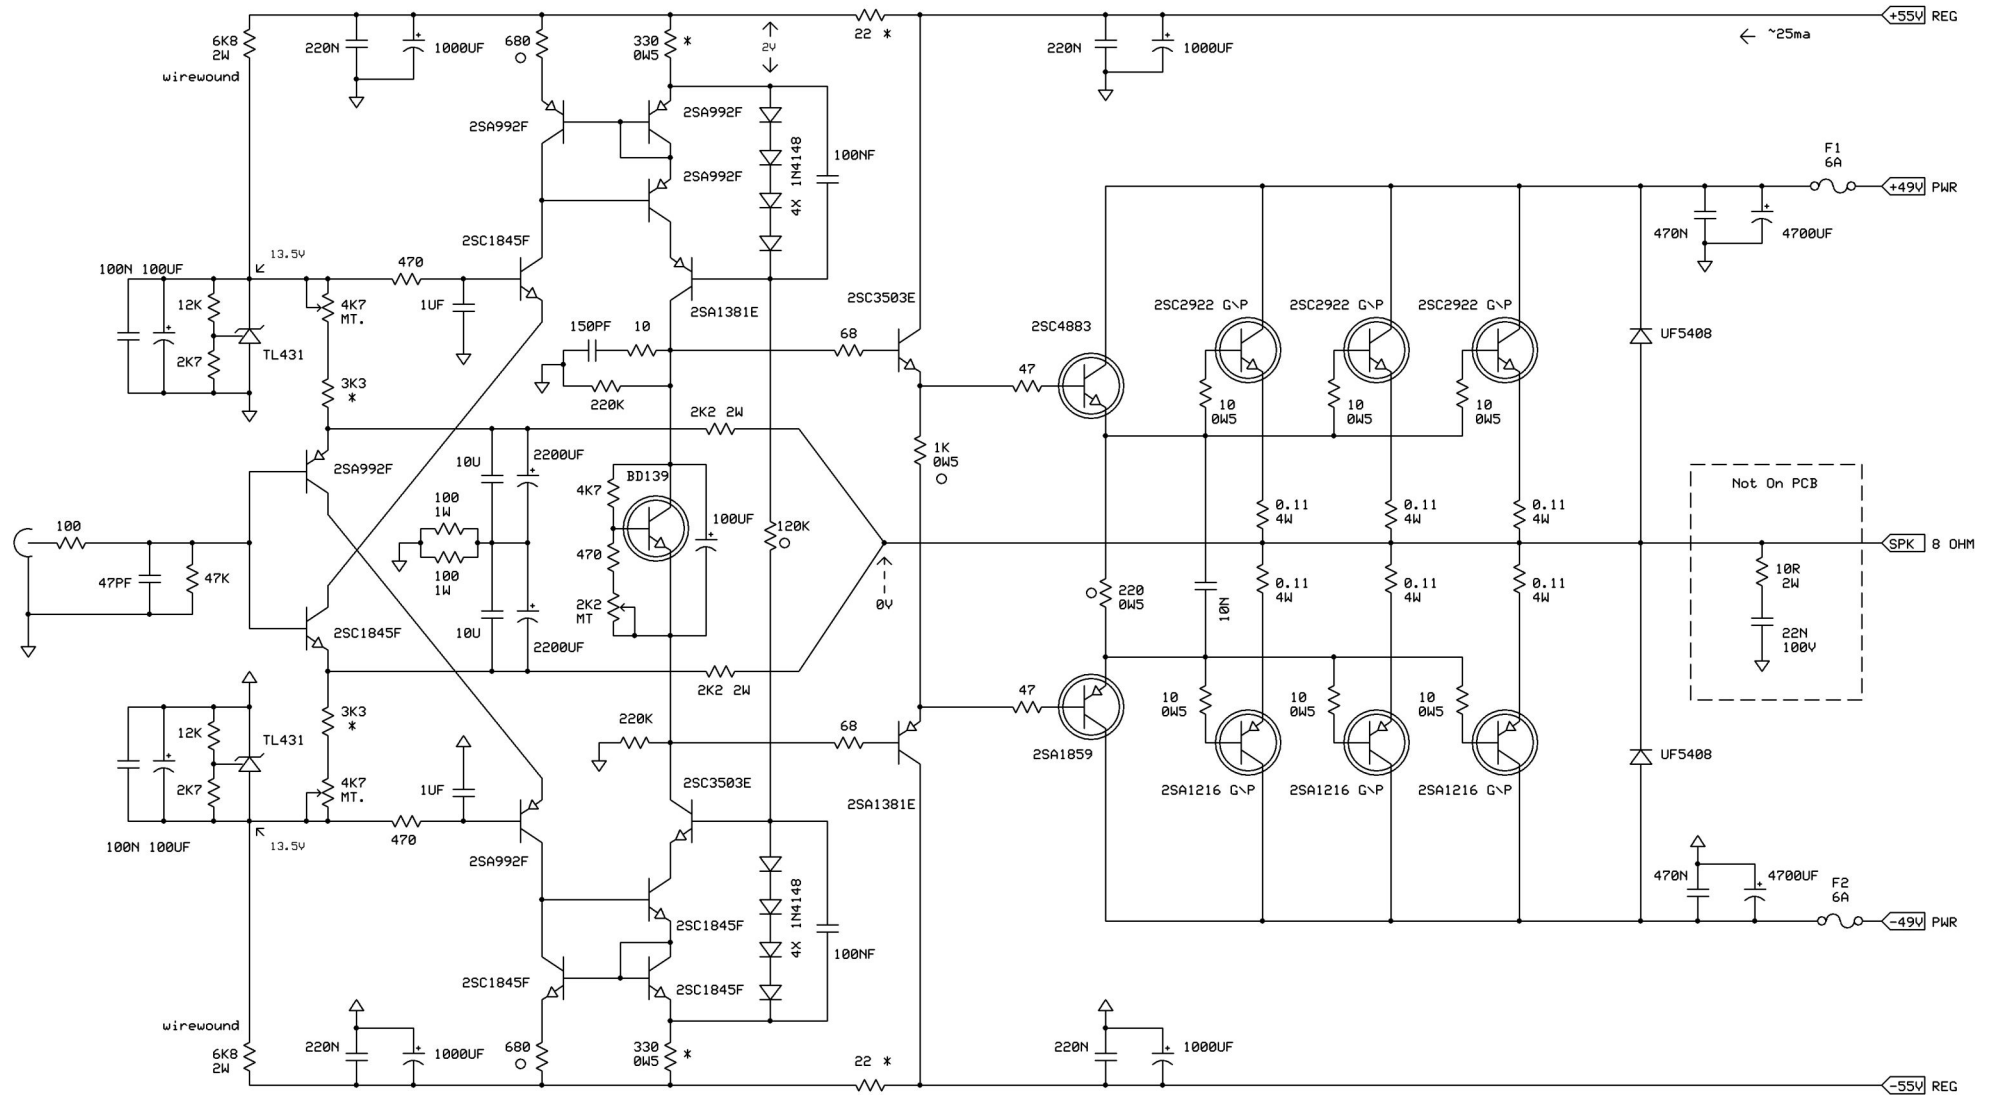 +55V REG
6K8
2W
wirewound
220N
1000UF
680
330
0W5
*
2V
22 *
220N
1000UF
~25ma
2SA992F
2SA992F
2SA992F
4X 1N4148
100NF
F1
6A
+49V PWR
470N
4700UF
2SC1845F
13.5V
100N 100UF
12K
2K7
TL431
4K7
MT.
470
1UF
2SA1381E
2SC3503E
150PF
10
68
220K
2SC4883
47
2SC2922 G\P
2SC2922 G\P
2SC2922 G\P
10
0W5
10
0W5
10
0W5
UF5408
3K3
*
2K2 2W
2SA992F
10U
2200UF
1K
0W5
BD139
4K7
100UF
100
1W
120K
0.11
4W
0.11
4W
0.11
4W
Not On PCB
100
47PF
47K
100
1W
470
2K2
MT
0V
SPK 8 OHM
10R
2W
22N
100V
220
0W5
10N
0.11
4W
0.11
4W
0.11
4W
2SC1845F
10U
2200UF
2K2 2W
3K3
*
220K
68
47
2SA1859
10
0W5
10
0W5
10
0W5
12K
2K7
TL431
4K7
MT.
1UF
470
2SC3503E
2SA1381E
2SA1216 G\P
2SA1216 G\P
2SA1216 G\P
UF5408
100N 100UF
13.5V
2SA992F
4X 1N4148
100NF
2SC1845F
2SC1845F
2SC1845F
470N
4700UF
F2
6A
-49V PWR
wirewound
6K8
2W
220N
1000UF
680
330
0W5
*
22 *
220N
1000UF
-55V REG